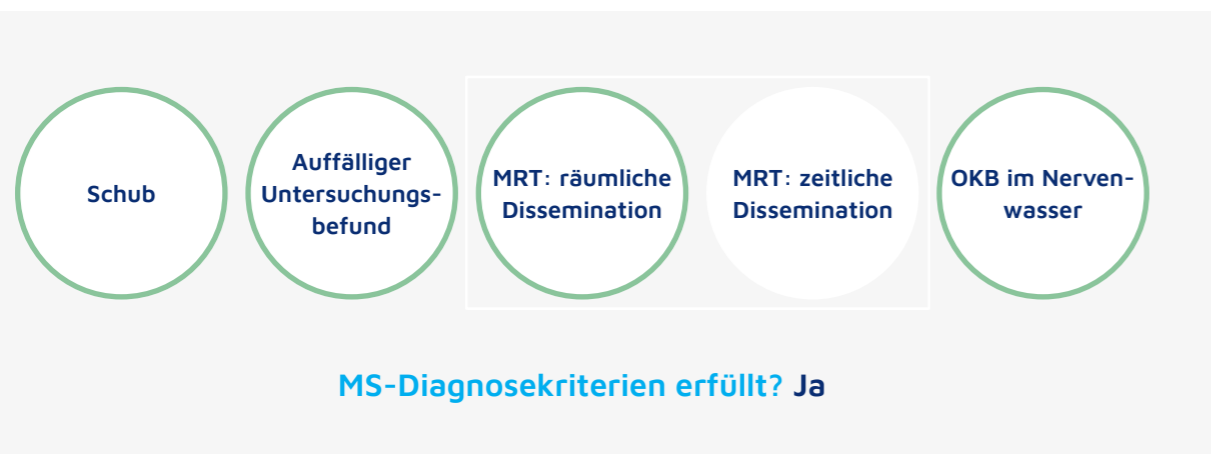 Schub
Auffälliger
Untersuchungs-
befund
MRT: räumliche
Dissemination
MRT: zeitliche
Dissemination
OKB im Nerven-
wasser
MS-Diagnosekriterien erfüllt? Ja